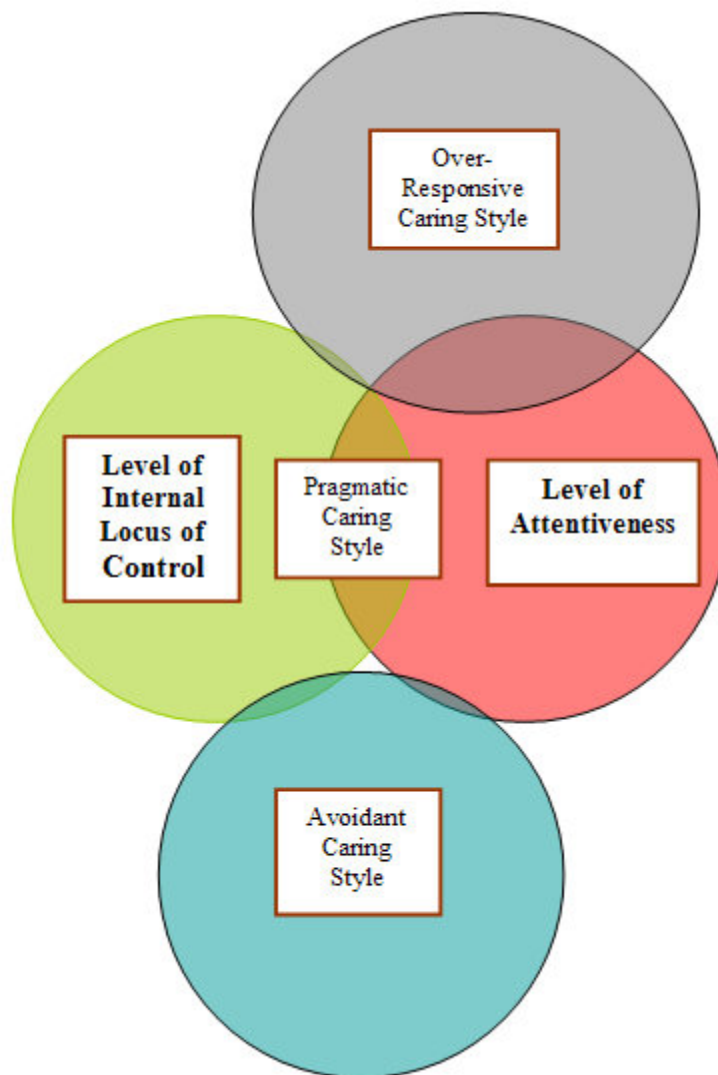 Over-
Responsive
Caring Style
Level of
Internal
Locus of
Control
Pragmatic
Caring
Style
Level of
Attentiveness
Avoidant
Caring
Style